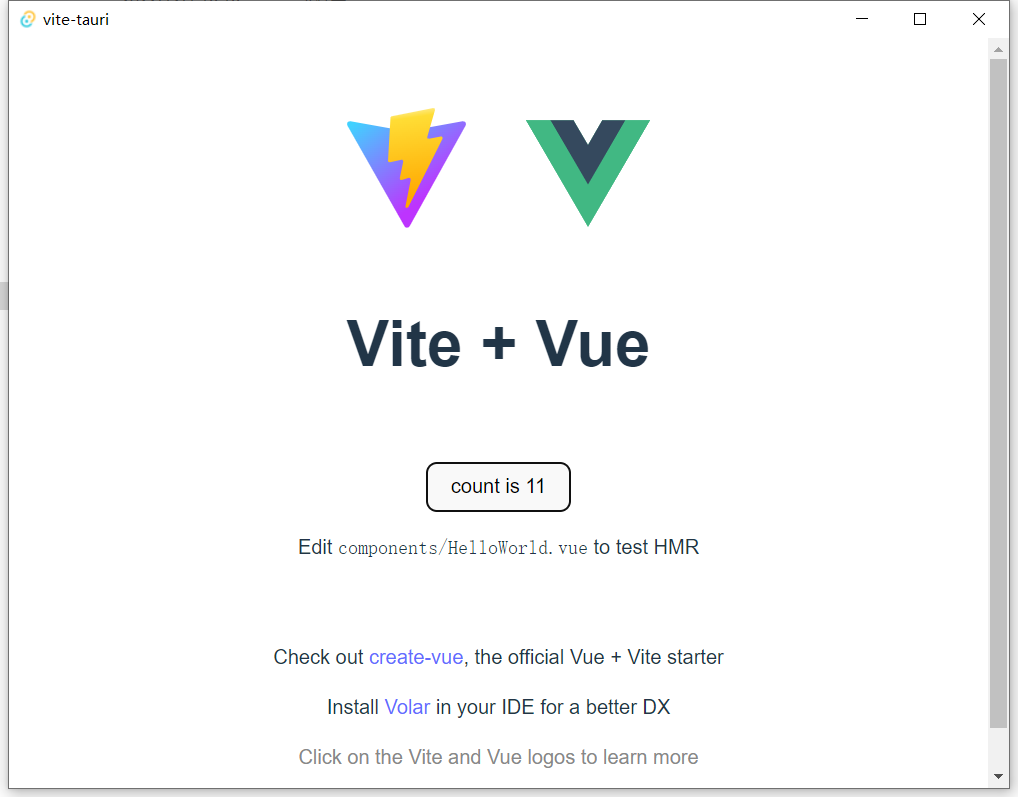 vite-tauri
Vite + Vue
count is 11
Edit components/HelloWorld.vue to test HMR
Check out create-vue, the official Vue + Vite starter
Install Volar in your IDE for a better DX
Click on the Vite and Vue logos to learn more